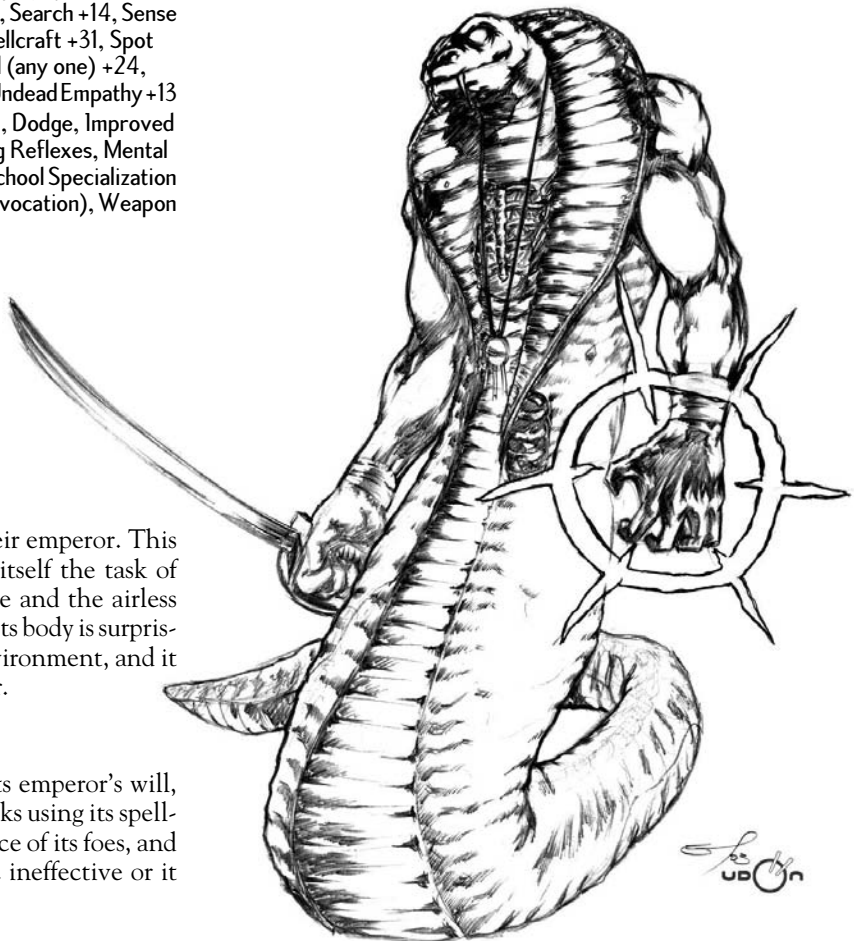 , Search +14, Sense
ellcraft +31, Spot
(any one) +24,
Undead Empathy +13
, Dodge, Improved
g Reflexes, Mental
chool Specialization
vocation), Weapon
eir emperor. This
itself the task of
e and the airless
ts body is surpris-
vironment, and it
r.
ts emperor's will,
ks using its spell-
ce of its foes, and
ineffective or it
UDON